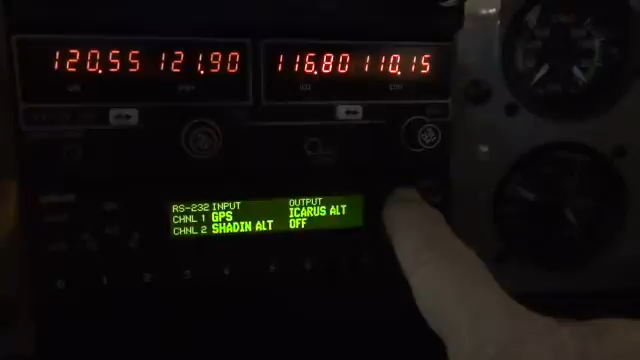 120.55 121.90 116.80 110.15
RS-232 INPUT OUTPUT
CHNL 1 GPS ICARUS ALT
CHNL 2 SHADIN ALT OFF